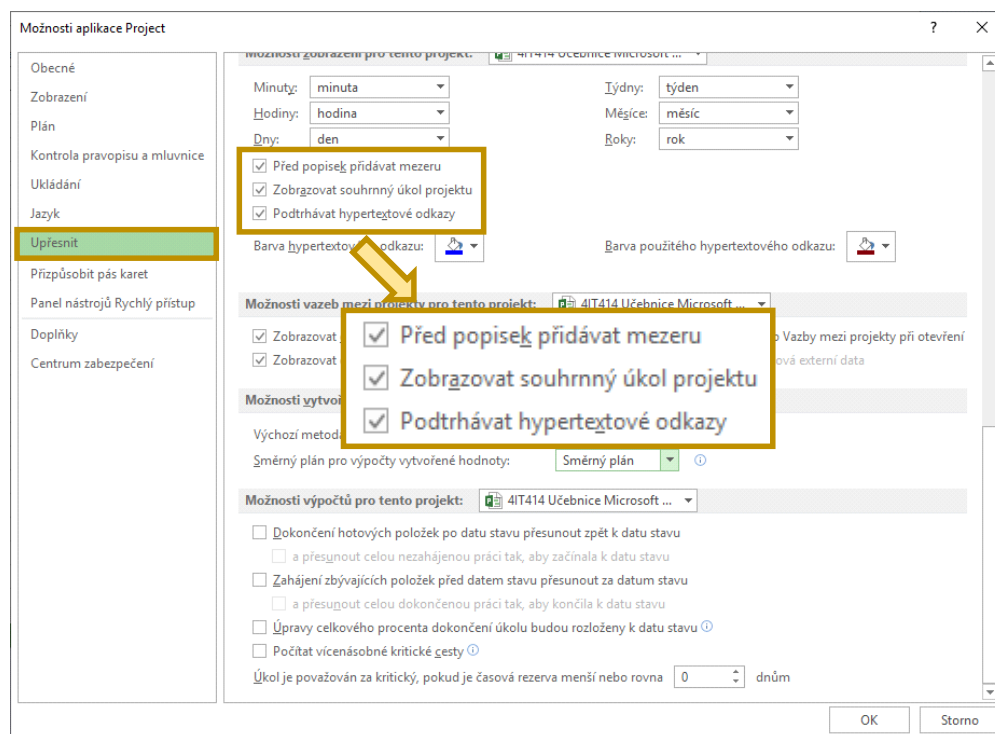 Možnosti aplikace Project
?
Obecné
Zobrazení
Plán
Kontrola pravopisu a mluvnice
Ukládání
Jazyk
Upřesnit
Přizpůsobit pás karet
Panel nástrojů Rychlý přístup
Doplňky
Centrum zabezpečení
Možnosti zobrazení pro tento projekt: 4IT414 Učebnice Microsoft ...
Minuty: minuta Týdny: týden
Hodiny: hodina Měsíce: měsíc
Dny: den Roky: rok
Před popisek přidávat mezeru
Zobrazovat souhrnný úkol projektu
Podtrhávat hypertextové odkazy
Barva hypertextového odkazu: Barva použitého hypertextového odkazu:
Možnosti vazeb mezi projekty pro tento projekt: 4IT414 Učebnice Microsoft ...
Zobrazovat Vazby mezi projekty při otevření
Zobrazovat externí data
Před popisek přidávat mezeru
Zobrazovat souhrnný úkol projektu
Podtrhávat hypertextové odkazy
Možnosti
Výchozí
Směrný plán pro výpočty vytvořené hodnoty: Směrný plán
Možnosti výpočtů pro tento projekt: 4IT414 Učebnice Microsoft ...
Dokončení hotových položek po datu stavu přesunout zpět k datu stavu
a přesunout celou nezahájenou práci tak, aby začínala k datu stavu
Zahájení zbývajících položek před datem stavu přesunout za datum stavu
a přesunout celou dokončenou práci tak, aby končila k datu stavu
Úpravy celkového procenta dokončení úkolu budou rozloženy k datu stavu
Počítat vícenásobné kritické cesty
Úkol je považován za kritický, pokud je časová rezerva menší nebo rovna 0 dnům
OK Storno